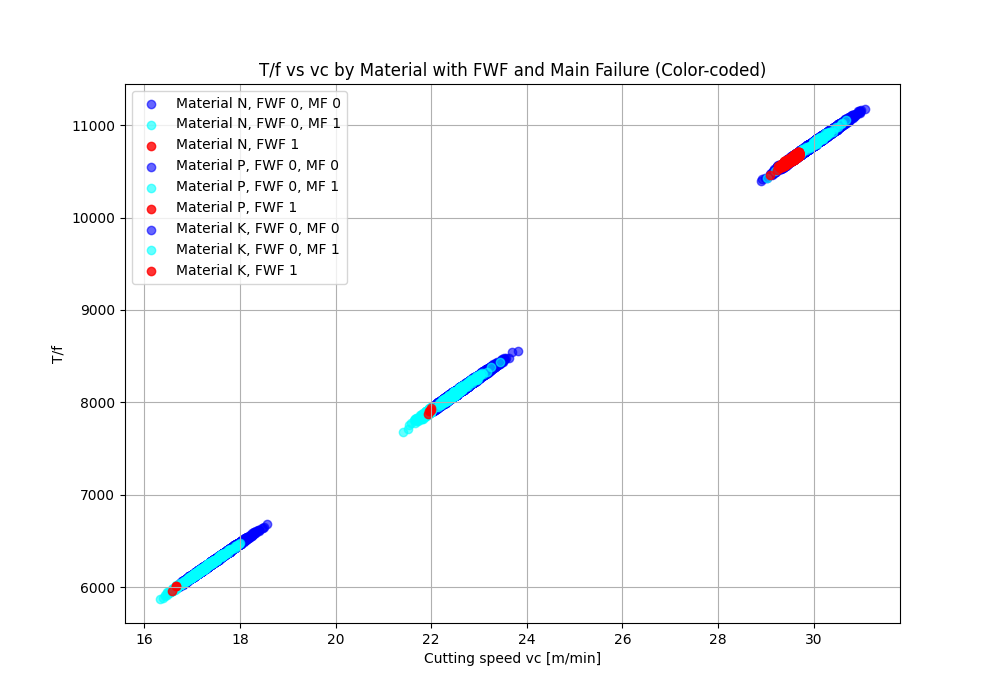 T/f vs vc by Material with FWF and Main Failure (Color-coded)
Material N, FWF 0, MF 0
Material N, FWF 0, MF 1
Material N, FWF 1
Material P, FWF 0, MF 0
Material P, FWF 0, MF 1
Material P, FWF 1
Material K, FWF 0, MF 0
Material K, FWF 0, MF 1
Material K, FWF 1
11000
10000
9000
8000
7000
6000
T/f
16 18 20 22 24 26 28 30
Cutting speed vc [m/min]